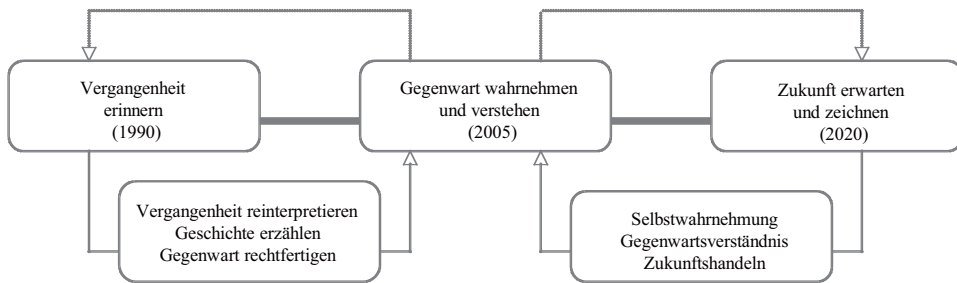 Vergangenheit
erinnern
(1990)
Gegenwart wahrnehmen
und verstehen
(2005)
Zukunft erwarten
und zeichnen
(2020)
Vergangenheit reinterpretieren
Geschichte erzählen
Gegenwart rechtfertigen
Selbstwahrnehmung
Gegenwartsverständnis
Zukunftshandeln